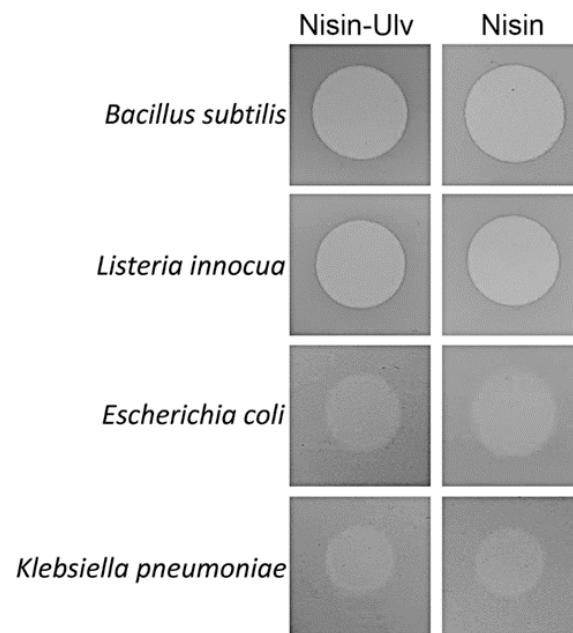 Nisin-Ulv Nisin
Bacillus subtilis
Listeria innocua
Escherichia coli
Klebsiella pneumoniae